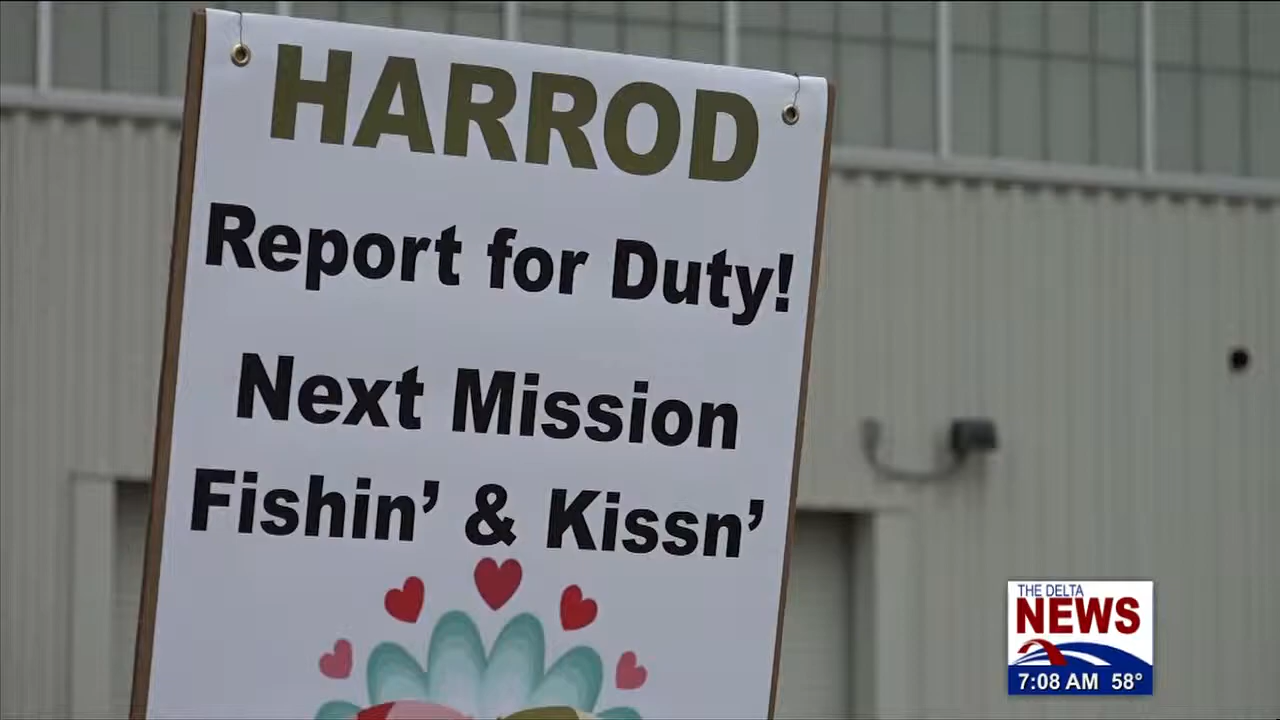 HARROD
Report for Duty!
Next Mission
Fishin’ & Kissn’
THE DELTA
NEWS
7:08 AM 58°